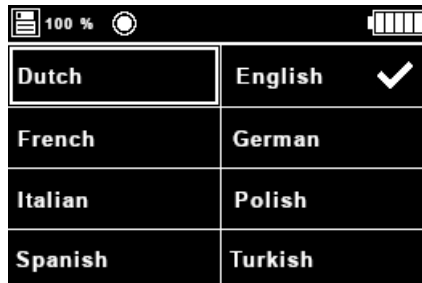 100 %
Dutch English
French German
Italian Polish
Spanish Turkish